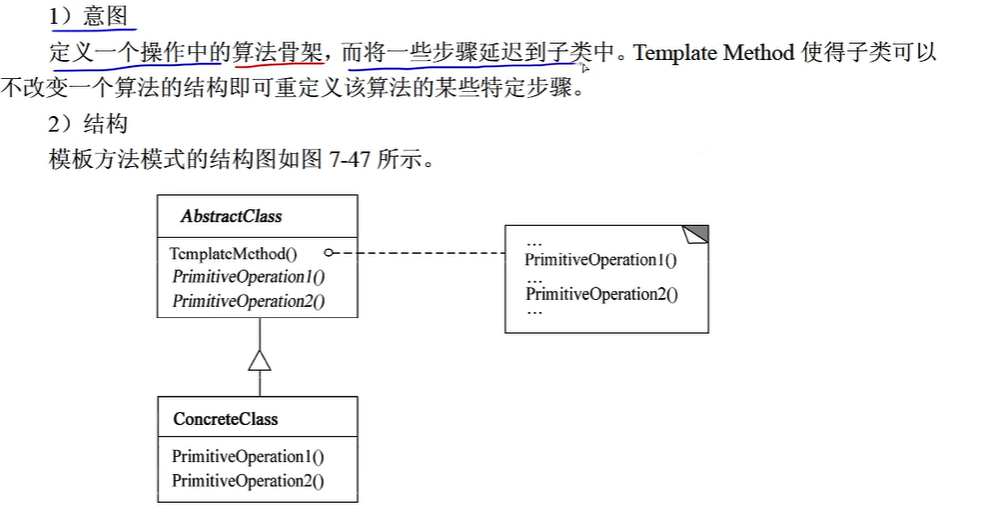 1）意图
定义一个操作中的算法骨架，而将一些步骤延迟到子类中。Template Method 使得子类可以
不改变一个算法的结构即可重定义该算法的某些特定步骤。
2）结构
模板方法模式的结构图如图 7-47 所示。
AbstractClass
TemplateMethod()
PrimitiveOperation1()
PrimitiveOperation2()
...
PrimitiveOperation1()
...
PrimitiveOperation2()
...
ConcreteClass
PrimitiveOperation1()
PrimitiveOperation2()